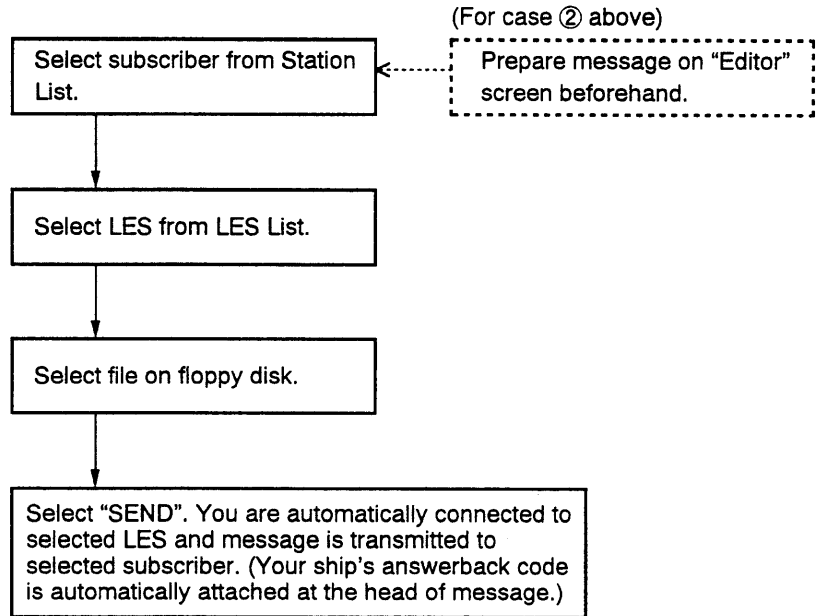 (For case ② above)
Select subscriber from Station
List.
Prepare message on “Editor”
screen beforehand.
Select LES from LES List.
Select file on floppy disk.
Select “SEND”. You are automatically connected to
selected LES and message is transmitted to
selected subscriber. (Your ship’s answerback code
is automatically attached at the head of message.)